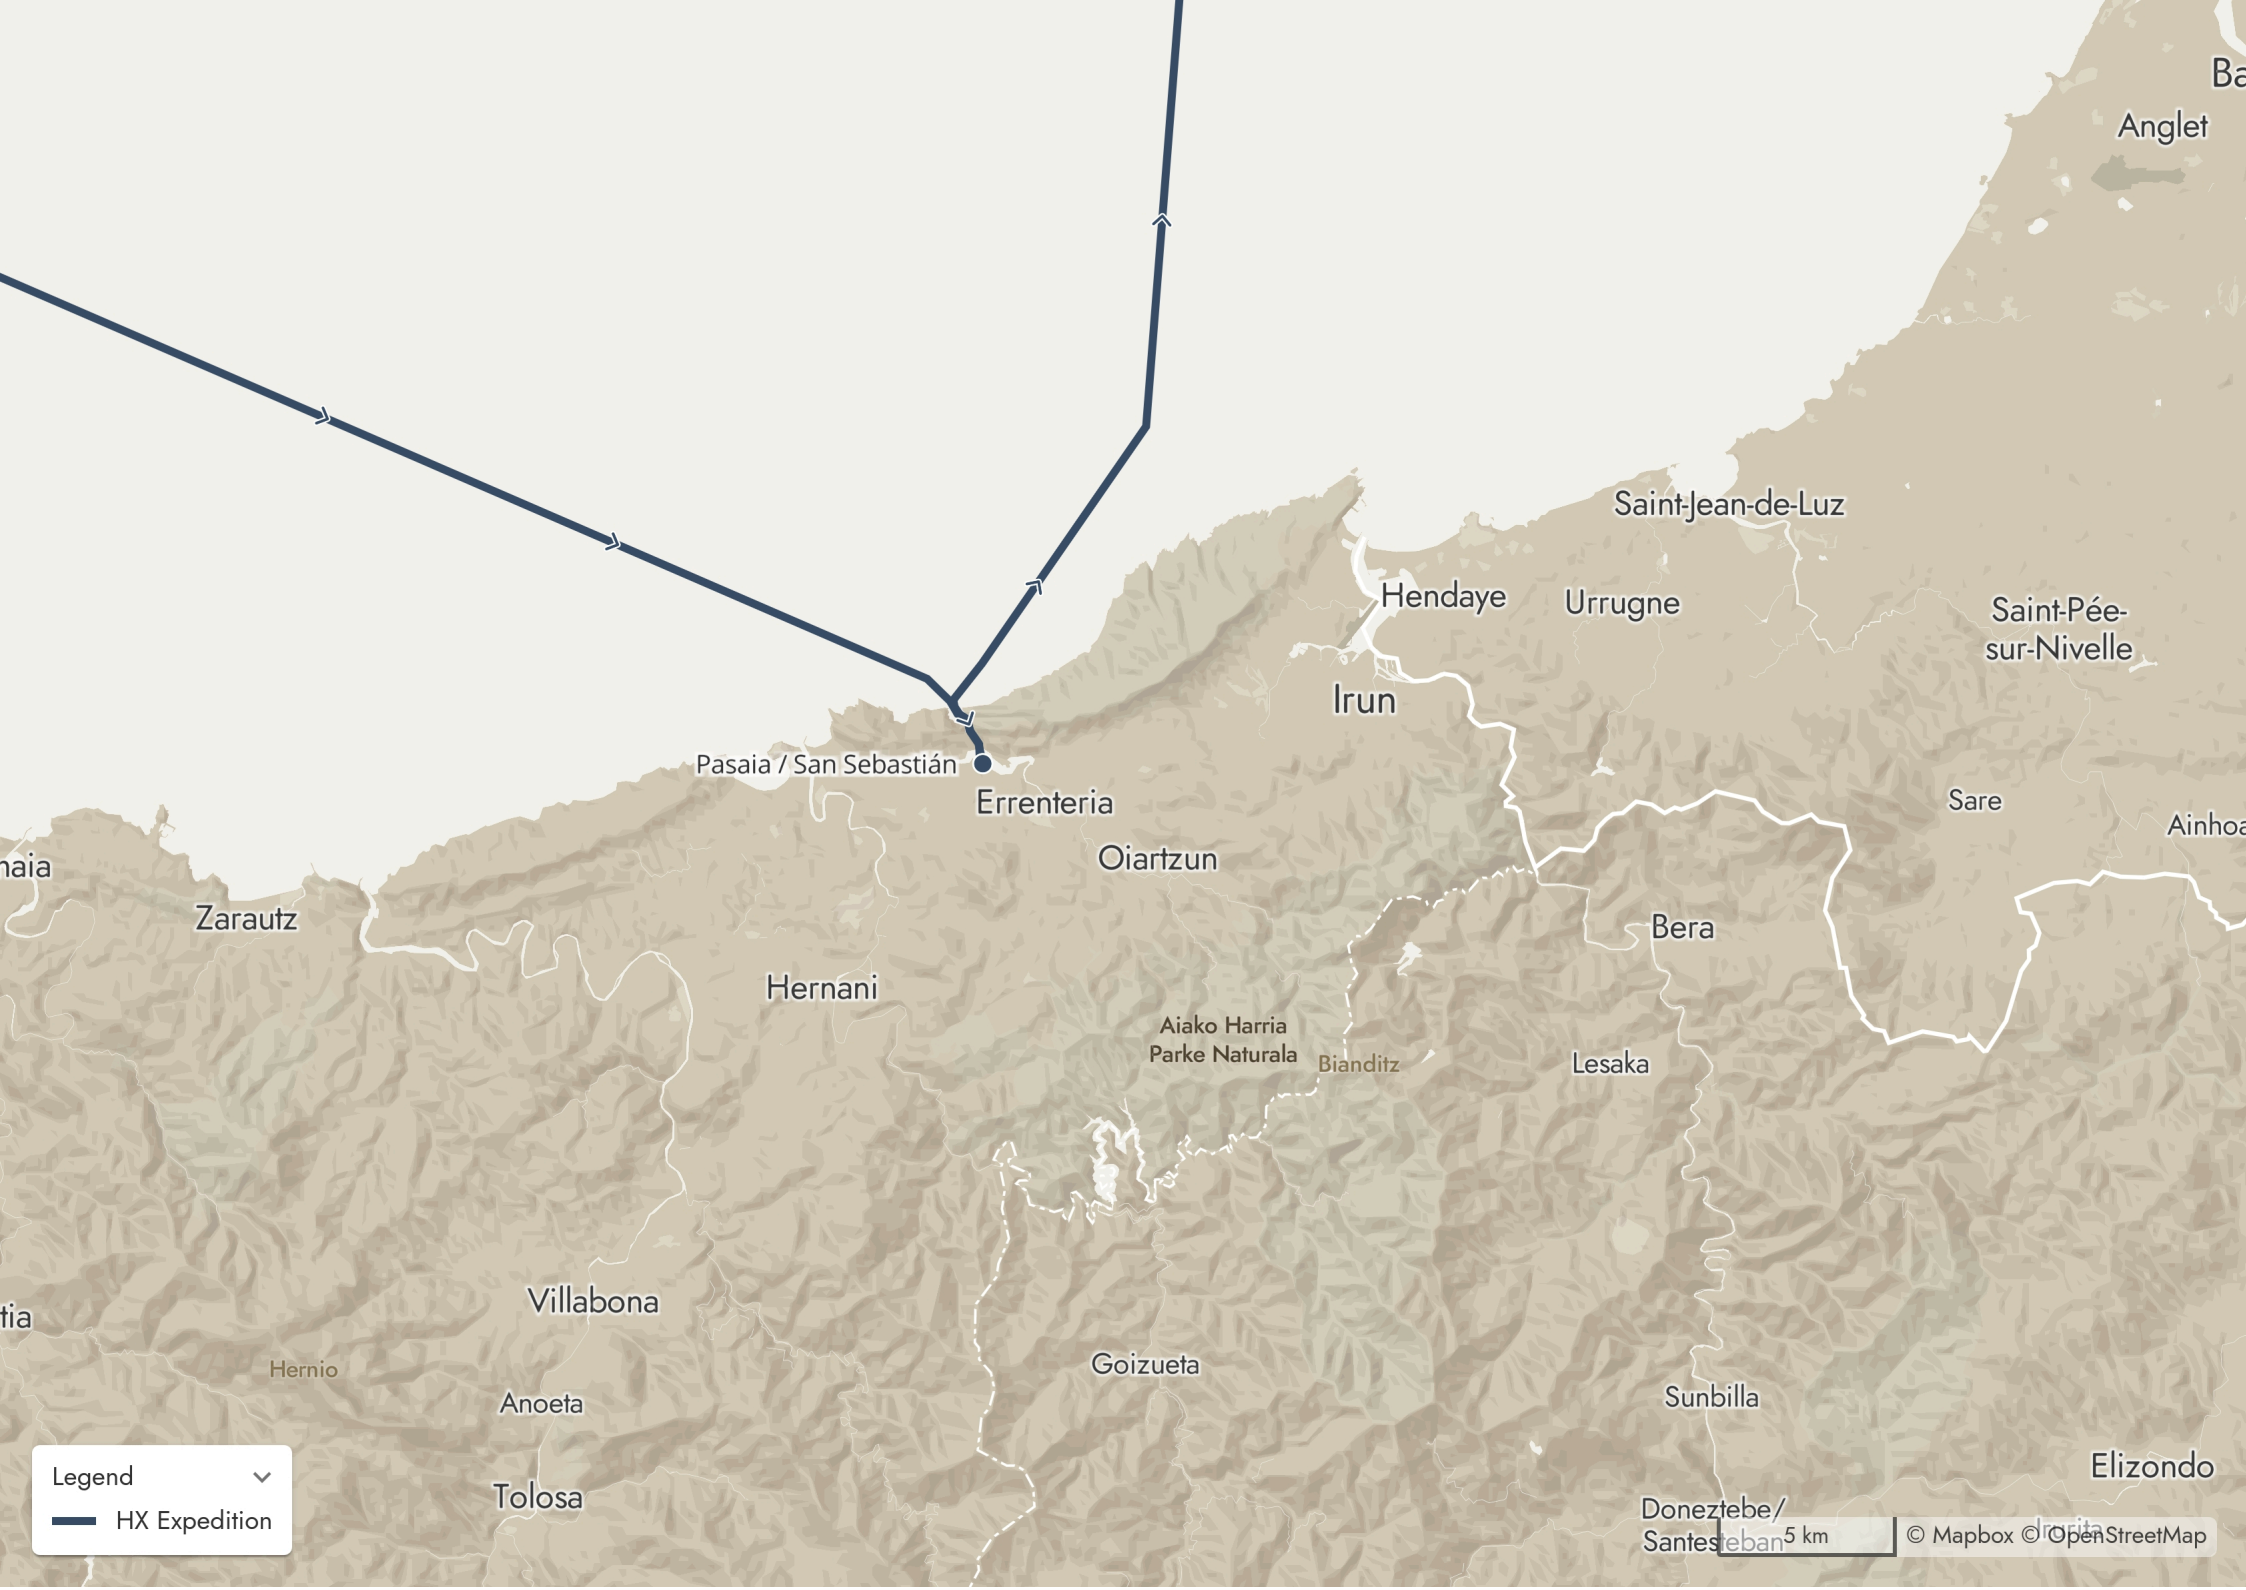 Ba
Anglet
Saint-Jean-de-Luz
Hendaye
Urrugne
Saint-Pée-
sur-Nivelle
Irun
Pasaia / San Sebastián
Errenteria
Sare
Ainhoa
Oiartzun
naia
Zarautz
Bera
Hernani
Aiako Harria
Parke Naturala
Bianditz
Lesaka
Villabona
tia
Hernio
Goizueta
Anoeta
Sunbilla
Tolosa
Elizondo
Doneztebe/
Santesteban
Irurita
5 km
© Mapbox © OpenStreetMap
Legend
HX Expedition